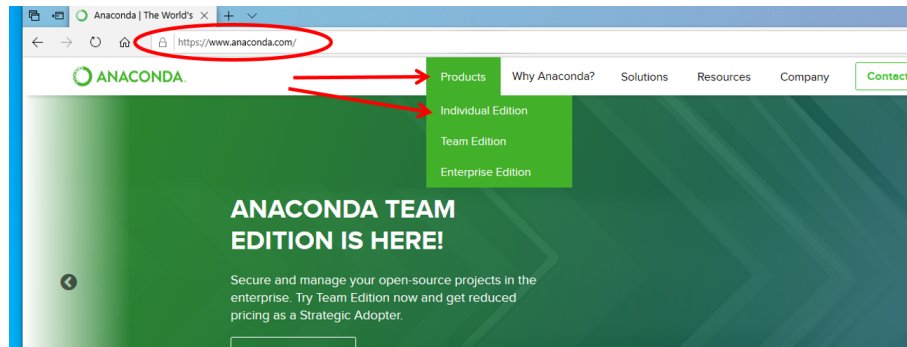 Anaconda | The World's
https://www.anaconda.com/
ANACONDA.
Products
Why Anaconda?
Solutions
Resources
Company
Contact
Individual Edition
Team Edition
Enterprise Edition
ANACONDA TEAM
EDITION IS HERE!
Secure and manage your open-source projects in the
enterprise. Try Team Edition now and get reduced
pricing as a Strategic Adopter.